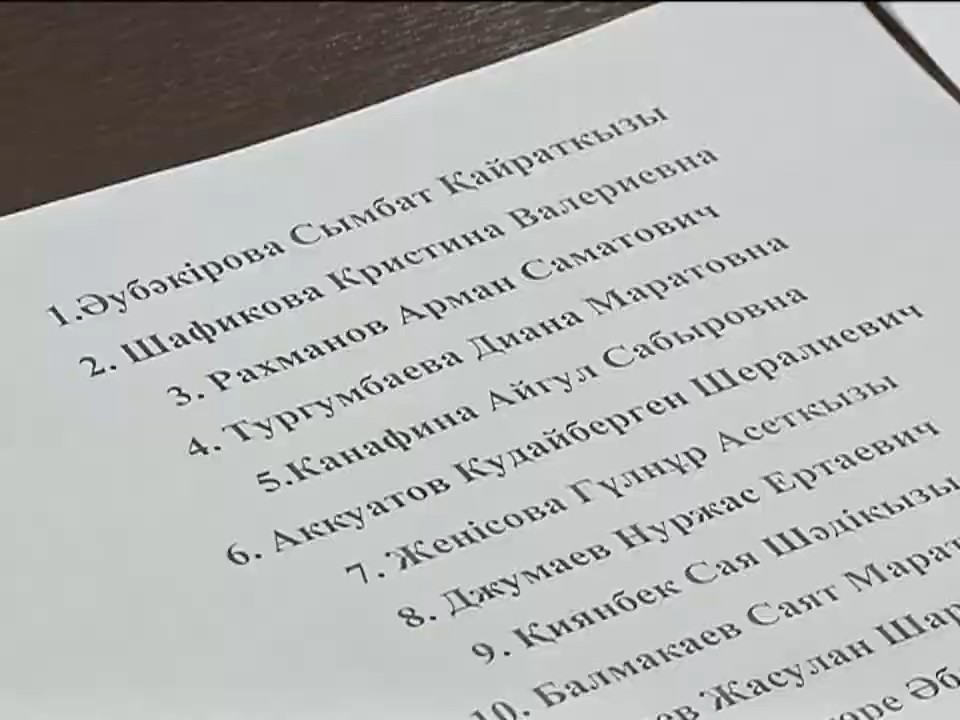 1.Әубәкірова Сымбат Қайратқызы
2. Шафикова Кристина Валериевна
3. Рахманов Арман Саматович
4. Тургумбаева Диана Маратовна
5.Канафина Айгул Сабыровна
6. Аккуатов Кудайберген Шералиевич
7. Женісова Гүлнұр Асетқызы
8. Джумаев Нуржас Ертаевич
9. Қиянбек Сая Шәдіқызы
10. Балмакаев Саят
Жасулан